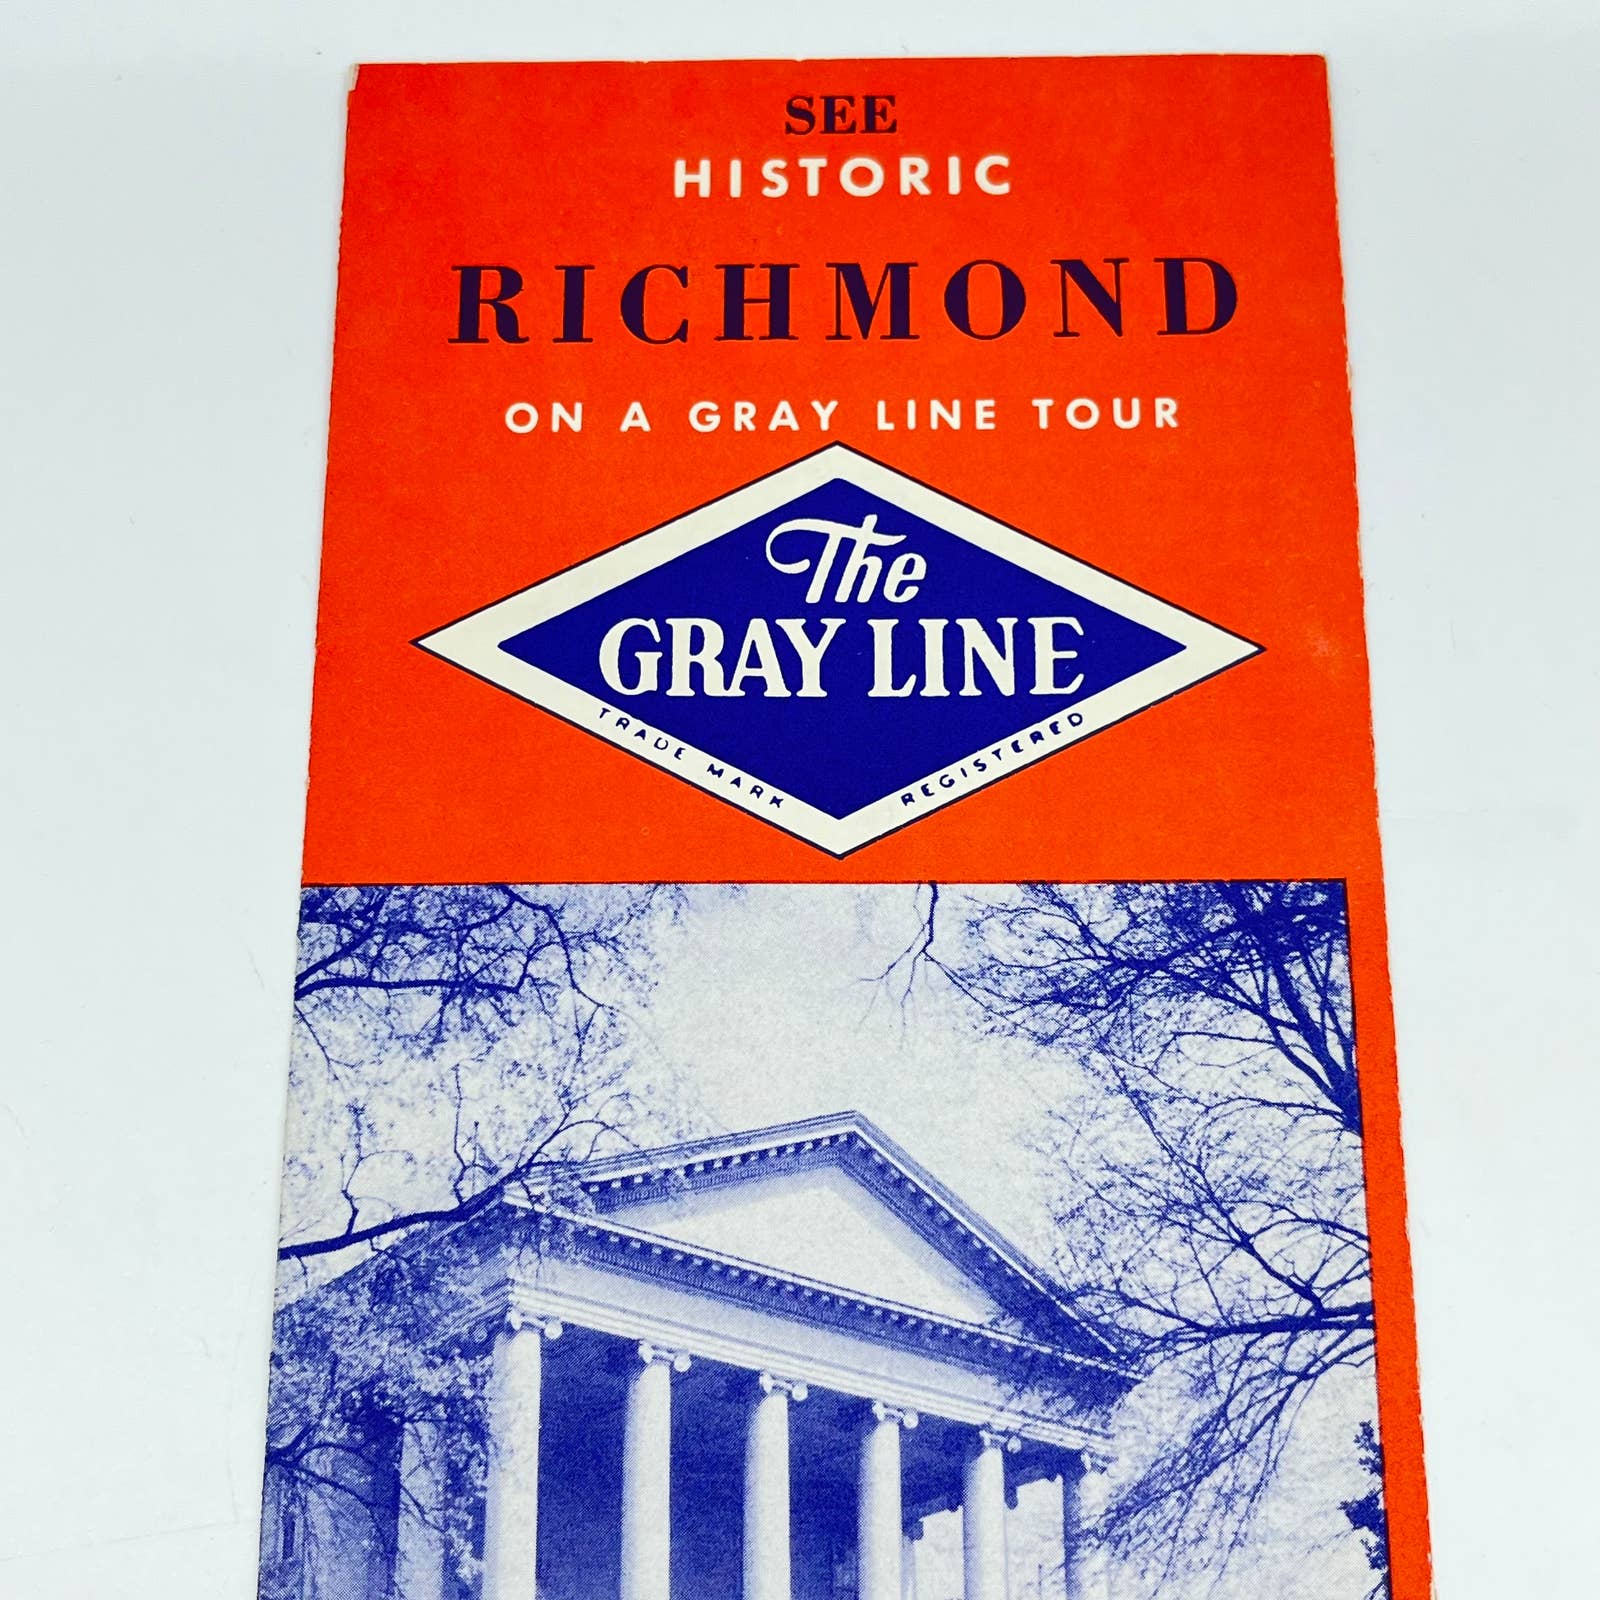 SEE
HISTORIC
RICHMOND
ON A GRAY LINE TOUR
The
GRAY LINE
TRADE MARK REGISTERED